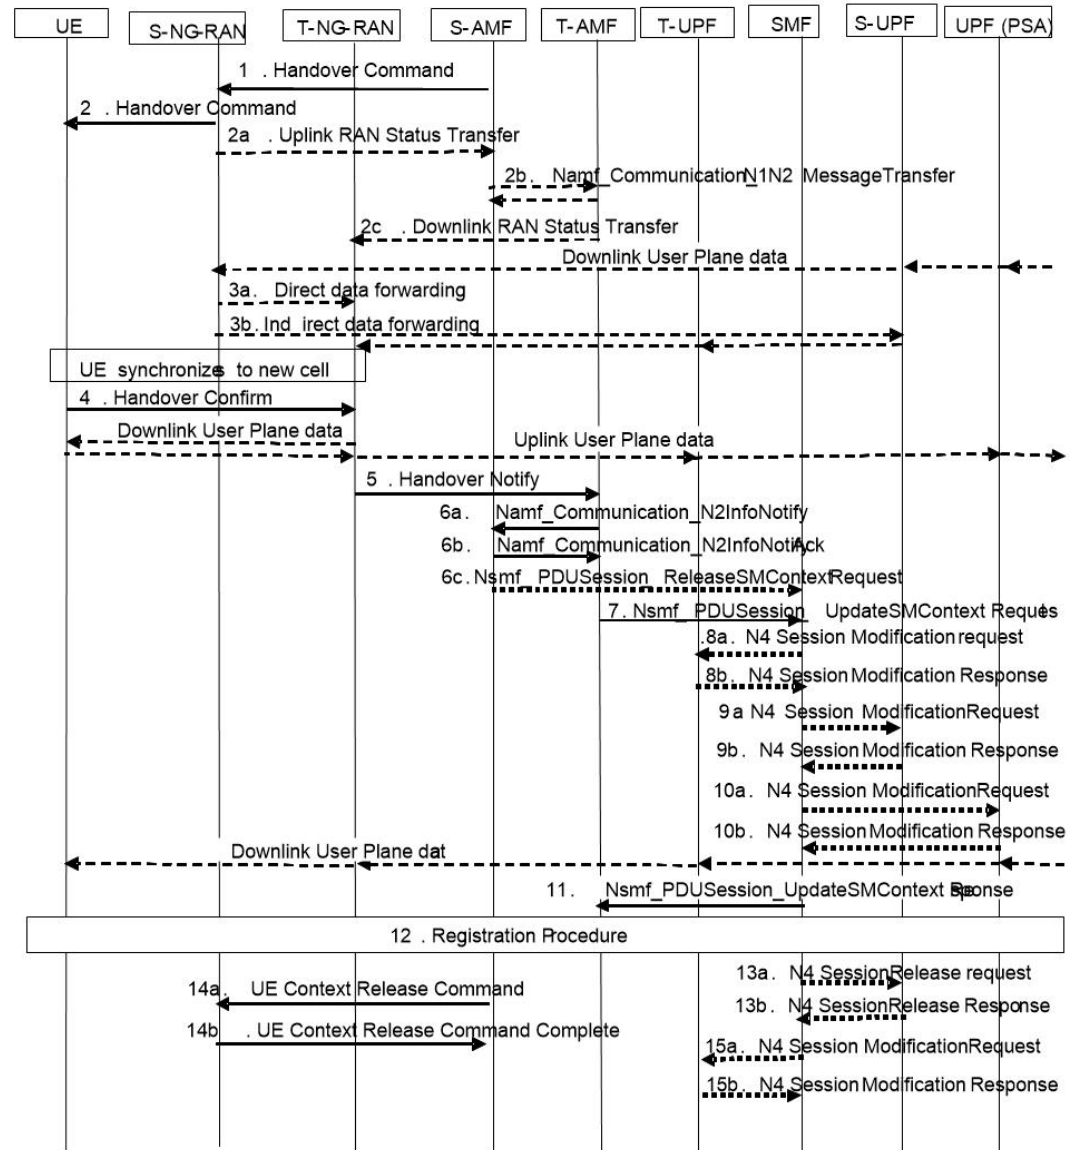 UE S-NG-RAN T-NG-RAN S-AMF T-AMF T-UPF SMF S-UPF UPF (PSA)
1 . Handover Command
2 . Handover Command
2a . Uplink RAN Status Transfer
2b. Namf_Communication_N1N2 MessageTransfer
2c . Downlink RAN Status Transfer
Downlink User Plane data
3a. Direct data forwarding
3b. Ind irect data forwarding
UE synchronizes to new cell
4 . Handover Confirm
Downlink User Plane data
Uplink User Plane data
5 . Handover Notify
6a. Namf_Communication_N2InfoNotify
6b. Namf_Communication_N2InfoNotifyAck
6c. Nsmf_PDUSession_ReleaseSMContextRequest
7. Nsmf_PDUSession_ UpdateSMContext Reques
.8a. N4 Session Modification request
8b. N4 Session Modification Response
9a N4 Session ModificationRequest
9b. N4 Session Modification Response
10a. N4 Session ModificationRequest
10b. N4 Session Modification Response
Downlink User Plane dat
11. Nsmf_PDUSession_UpdateSMContext Response
12 . Registration Procedure
13a. N4 SessionRelease request
14a. UE Context Release Command
13b. N4 SessionRelease Response
14b . UE Context Release Command Complete
15a. N4 Session ModificationRequest
15b. N4 Session Modification Response